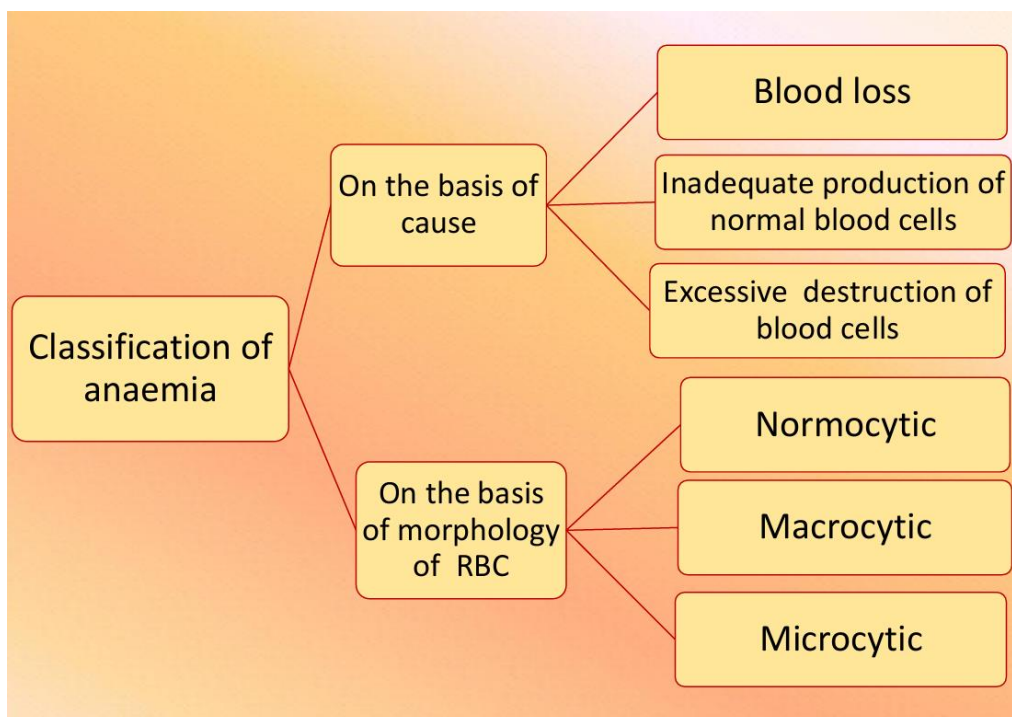 Classification of
anaemia
On the basis of
cause
Blood loss
Inadequate production of
normal blood cells
Excessive destruction of
blood cells
On the basis
of morphology
of RBC
Normocytic
Macrocytic
Microcytic